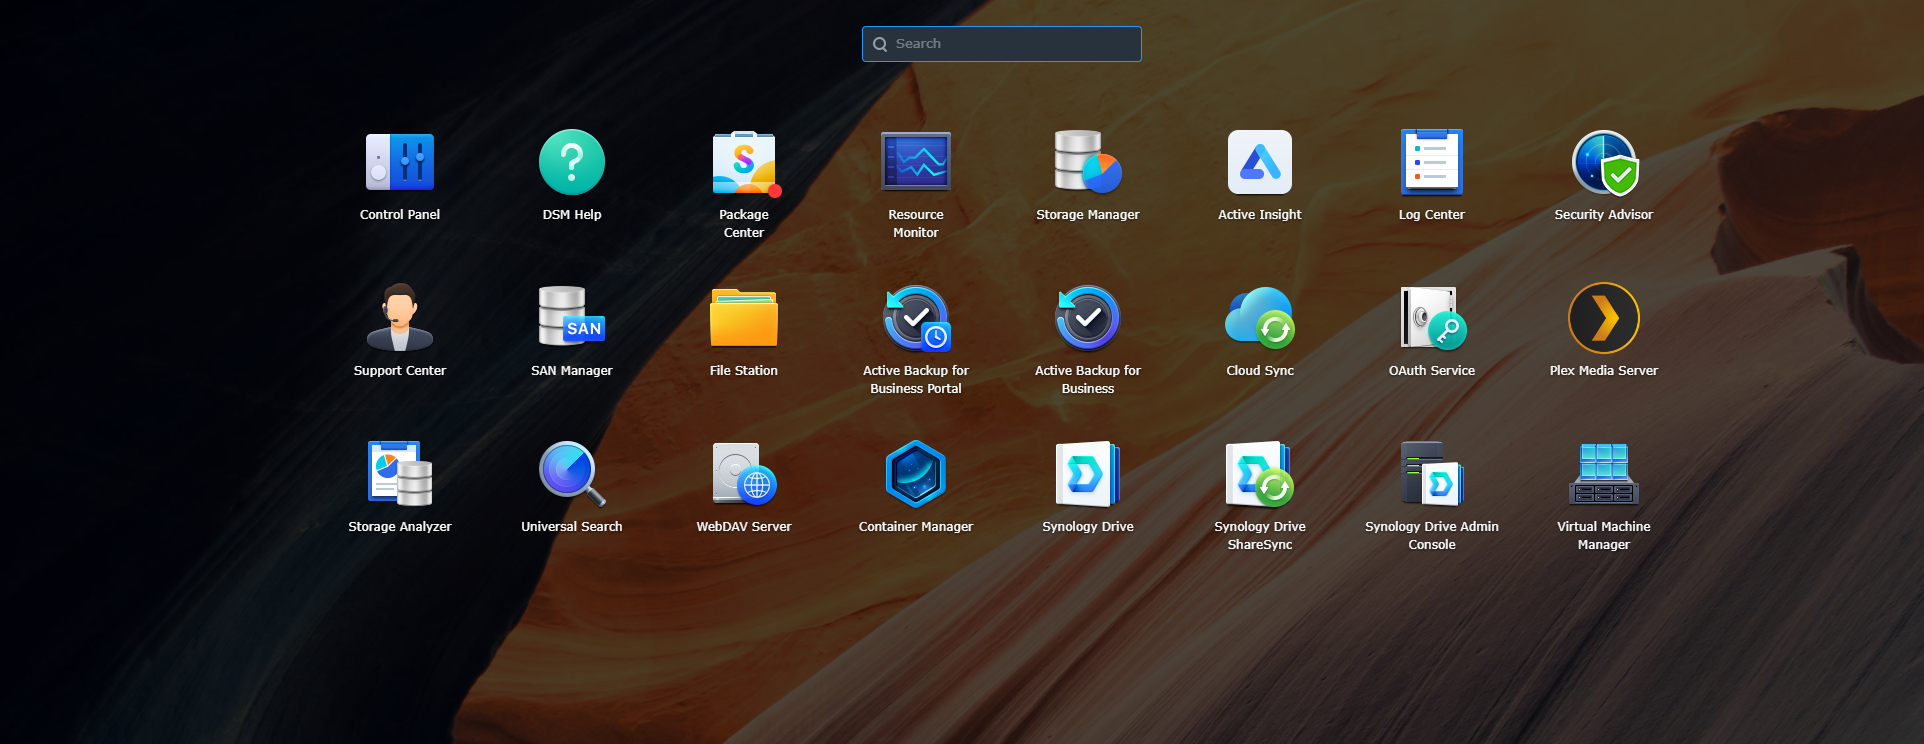 Search
Control Panel
DSM Help
Package
Center
Resource
Monitor
Storage Manager
Active Insight
Log Center
Security Advisor
Support Center
SAN
SAN Manager
File Station
Active Backup for
Business Portal
Active Backup for
Business
Cloud Sync
OAuth Service
Plex Media Server
Storage Analyzer
Universal Search
WebDAV Server
Container Manager
Synology Drive
Synology Drive
ShareSync
Synology Drive Admin
Console
Virtual Machine
Manager